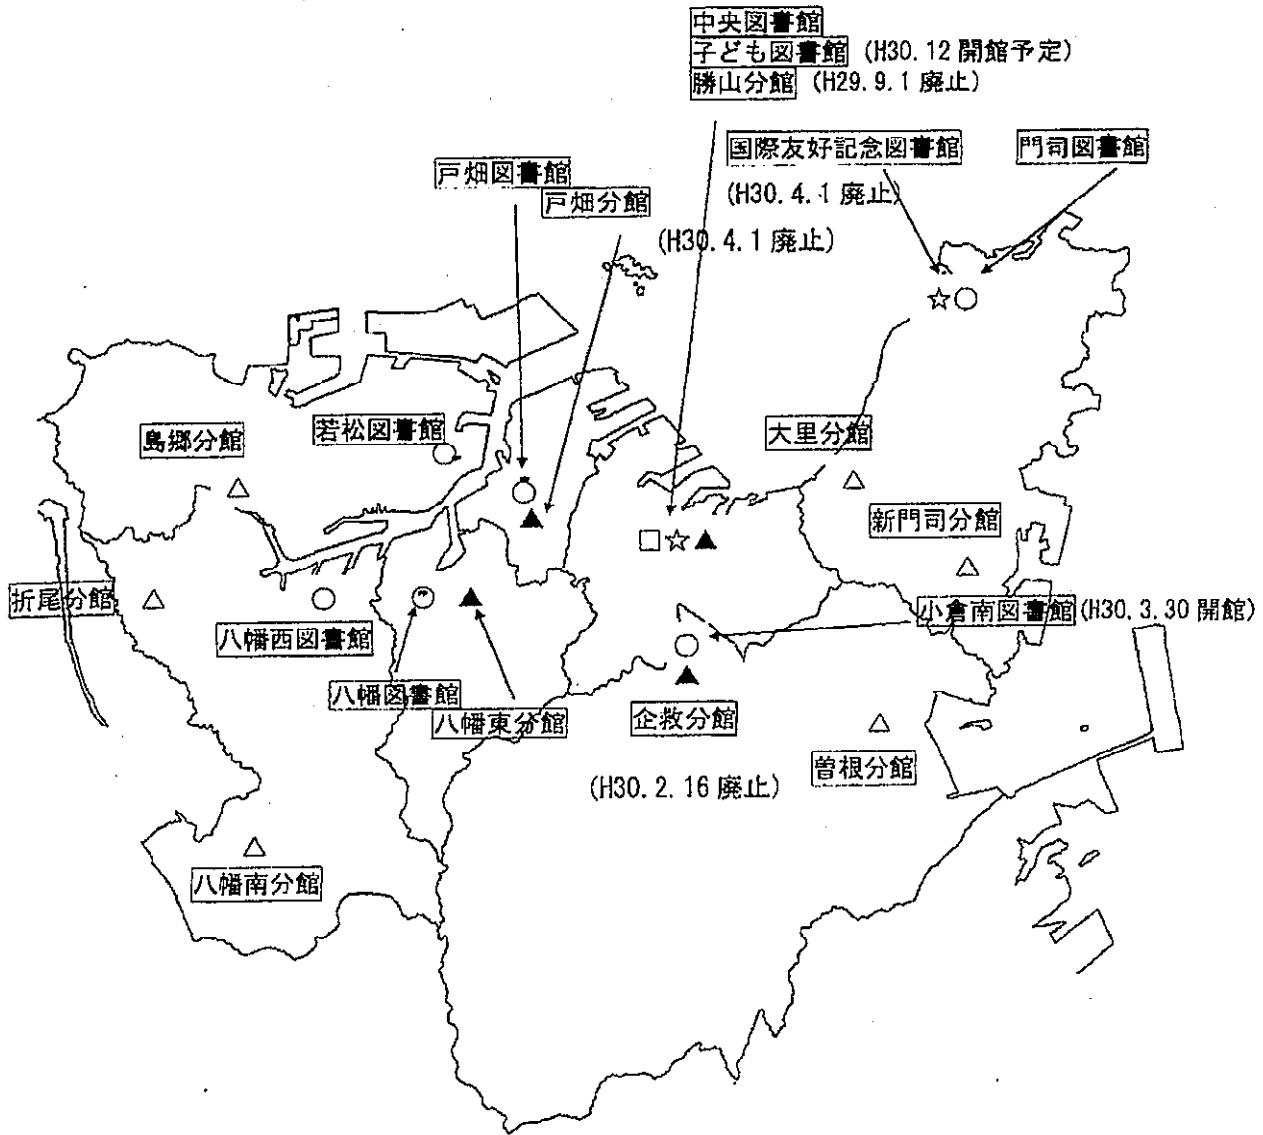 中央図書館
子ども図書館 (H30.12 開館予定)
勝山分館 (H29.9.1 廃止)
国際友好記念図書館
門司図書館
(H30.4.1 廃止)
戸畑図書館
戸畑分館
(H30.4.1 廃止)
若松図書館
島郷分館
大里分館
新門司分館
折尾分館
小倉南図書館(H30.3.30 開館)
八幡西図書館
八幡図書館
八幡東分館
企救分館
(H30.2.16 廃止)
曽根分館
八幡南分館